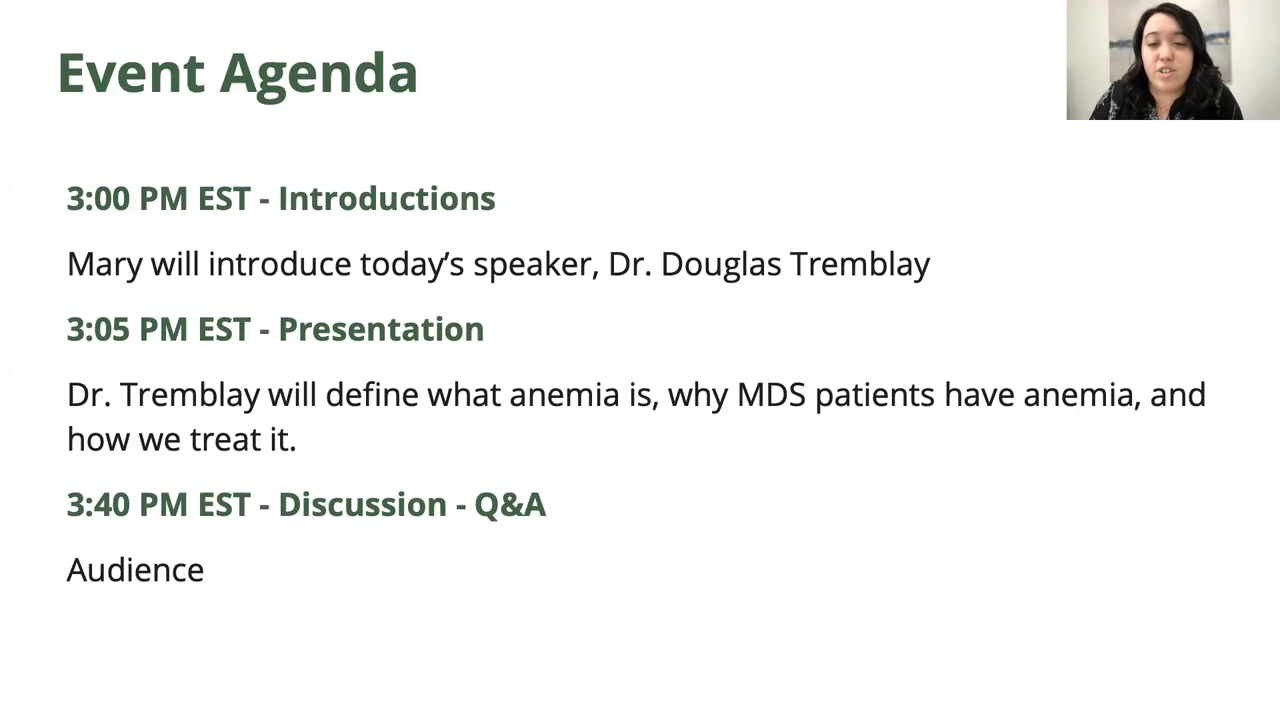 Event Agenda
3:00 PM EST - Introductions
Mary will introduce today’s speaker, Dr. Douglas Tremblay
3:05 PM EST - Presentation
Dr. Tremblay will define what anemia is, why MDS patients have anemia, and
how we treat it.
3:40 PM EST - Discussion - Q&A
Audience